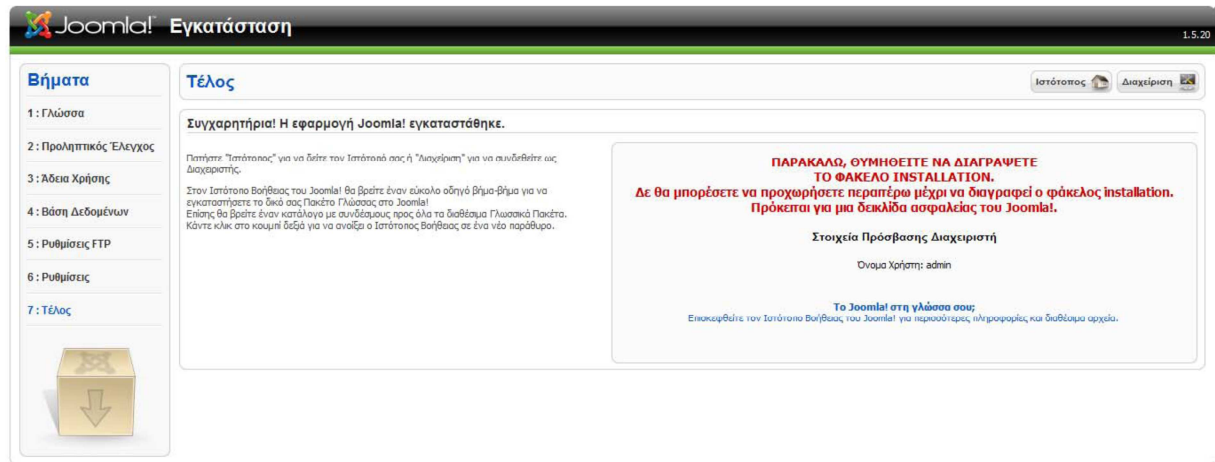 Joomla! Εγκατάσταση
1.5.20
Βήματα
1 : Γλώσσα
2 : Προληπτικός Έλεγχος
3 : Άδεια Χρήσης
4 : Βάση Δεδομένων
5 : Ρυθμίσεις FTP
6 : Ρυθμίσεις
7 : Τέλος
Τέλος
Ιστότοπος
Διαχείριση
Συγχαρητήρια! Η εφαρμογή Joomla! εγκαταστάθηκε.
Πατήστε "Ιστότοπος" για να δείτε τον Ιστότοπό σας ή "Διαχείριση" για να συνδεθείτε ως
Διαχειριστής.
Στον Ιστότοπο Βοήθειας του Joomla! θα βρείτε έναν εύκολο οδηγό βήμα-βήμα για να
εγκαταστήσετε το δικό σας Πακέτο Γλώσσας στο Joomla!
Επίσης θα βρείτε έναν κατάλογο με συνδέσμους προς όλα τα διαθέσιμα Γλωσσικά Πακέτα.
Κάντε κλικ στο κουμπί δεξιά για να ανοίξει ο Ιστότοπος Βοήθειας σε ένα νέο παράθυρο.
ΠΑΡΑΚΑΛΩ, ΘΥΜΗΘΕΙΤΕ ΝΑ ΔΙΑΓΡΑΨΕΤΕ
ΤΟ ΦΑΚΕΛΟ INSTALLATION.
Δε θα μπορέσετε να προχωρήσετε περαιτέρω μέχρι να διαγραφεί ο φάκελος installation.
Πρόκειται για μια δεικλίδα ασφαλείας του Joomla!.
Στοιχεία Πρόσβασης Διαχειριστή
Όνομα Χρήστη: admin
Το Joomla! στη γλώσσα σου;
Επισκεφθείτε τον Ιστότοπο Βοήθειας του Joomla! για περισσότερες πληροφορίες και διαθέσιμα αρχεία.